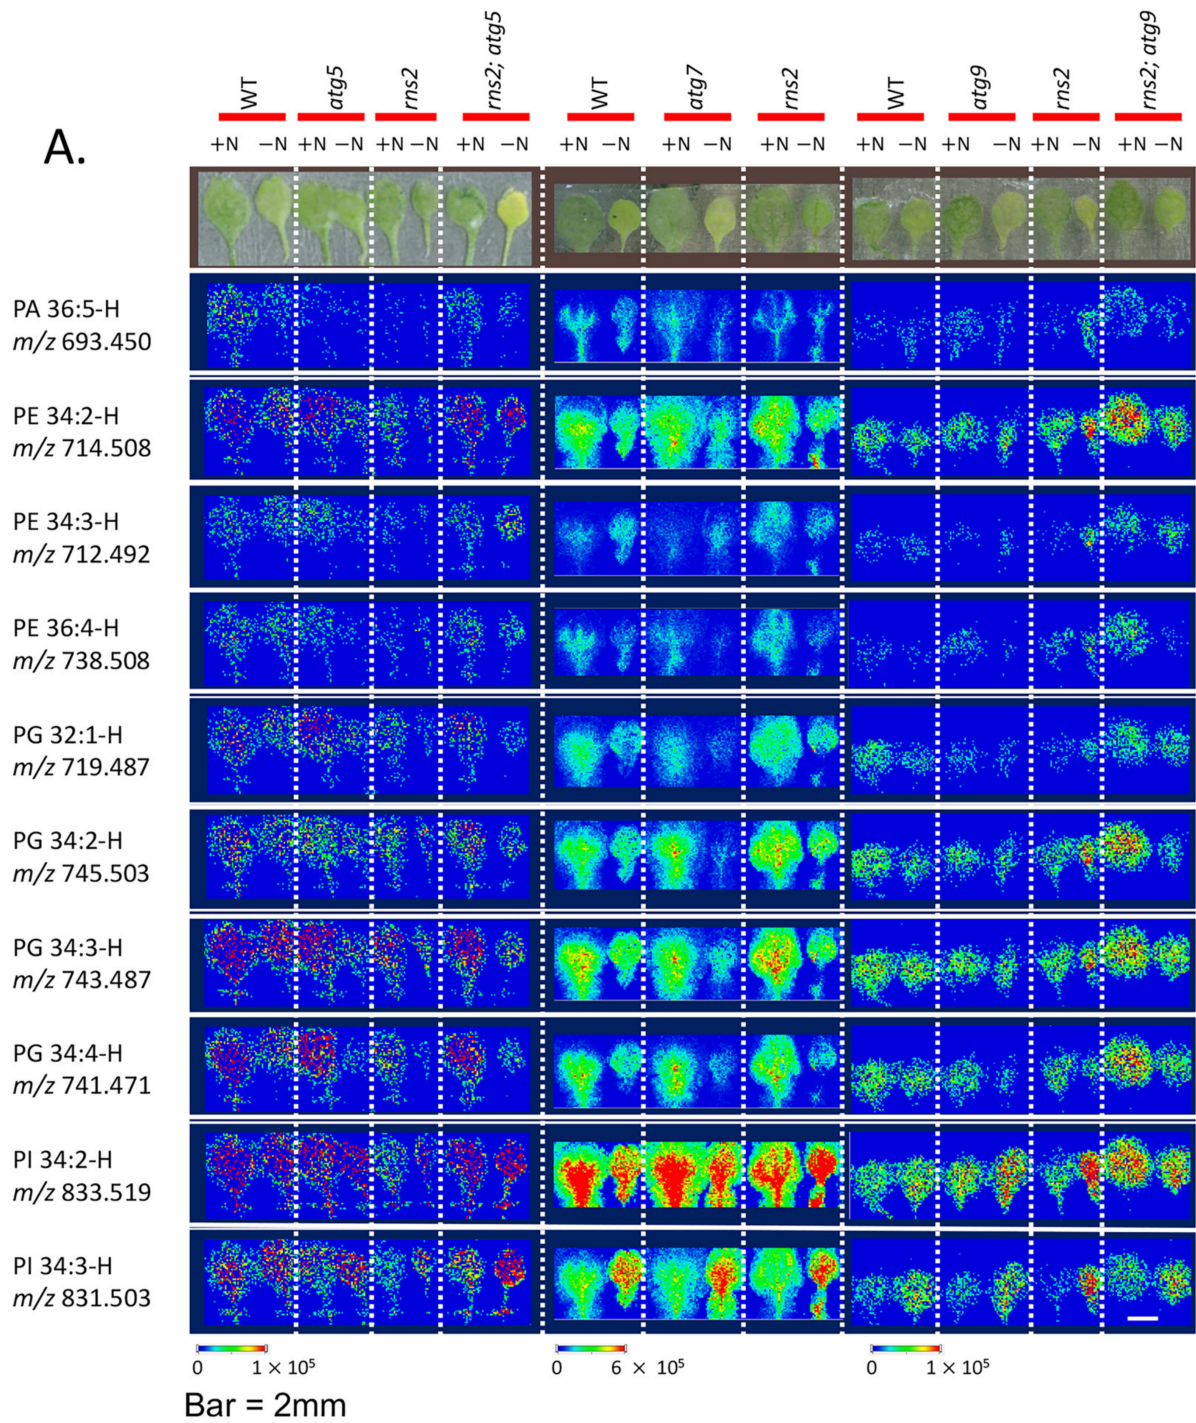 WT atg5 rns2 rns2; atg5 WT atg7 rns2 WT atg9 rns2 rns2; atg9
A.
+N −N +N −N +N −N +N −N +N −N +N −N +N −N +N −N +N −N +N −N +N −N
PA 36:5-H
m/z 693.450
PE 34:2-H
m/z 714.508
PE 34:3-H
m/z 712.492
PE 36:4-H
m/z 738.508
PG 32:1-H
m/z 719.487
PG 34:2-H
m/z 745.503
PG 34:3-H
m/z 743.487
PG 34:4-H
m/z 741.471
PI 34:2-H
m/z 833.519
PI 34:3-H
m/z 831.503
0 1 × 10⁵ 0 6 × 10⁵ 0 1 × 10⁵
Bar = 2mm